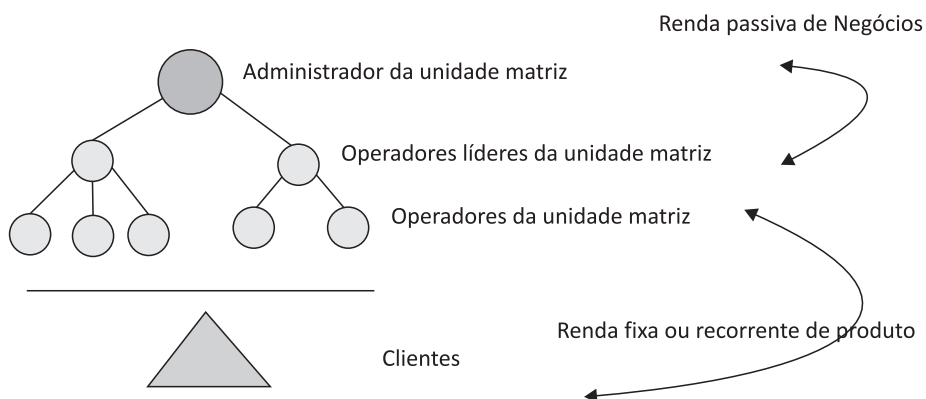 Renda passiva de Negócios
Administrador da unidade matriz
Operadores líderes da unidade matriz
Operadores da unidade matriz
Renda fixa ou recorrente de produto
Clientes